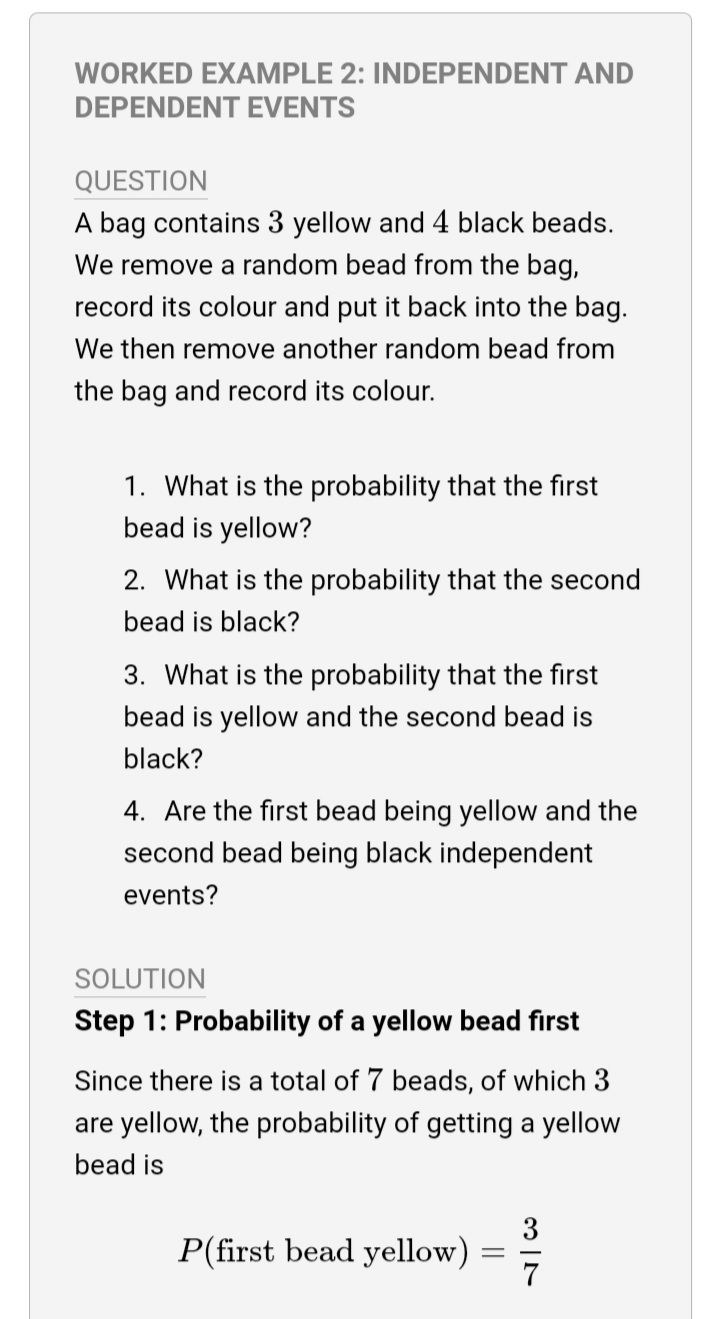 WORKED EXAMPLE 2: INDEPENDENT AND
DEPENDENT EVENTS
QUESTION
A bag contains 3 yellow and 4 black beads.
We remove a random bead from the bag,
record its colour and put it back into the bag.
We then remove another random bead from
the bag and record its colour.
1. What is the probability that the first
bead is yellow?
2. What is the probability that the second
bead is black?
3. What is the probability that the first
bead is yellow and the second bead is
black?
4. Are the first bead being yellow and the
second bead being black independent
events?
SOLUTION
Step 1: Probability of a yellow bead first
Since there is a total of 7 beads, of which 3
are yellow, the probability of getting a yellow
bead is
P(first bead yellow) = 3/7